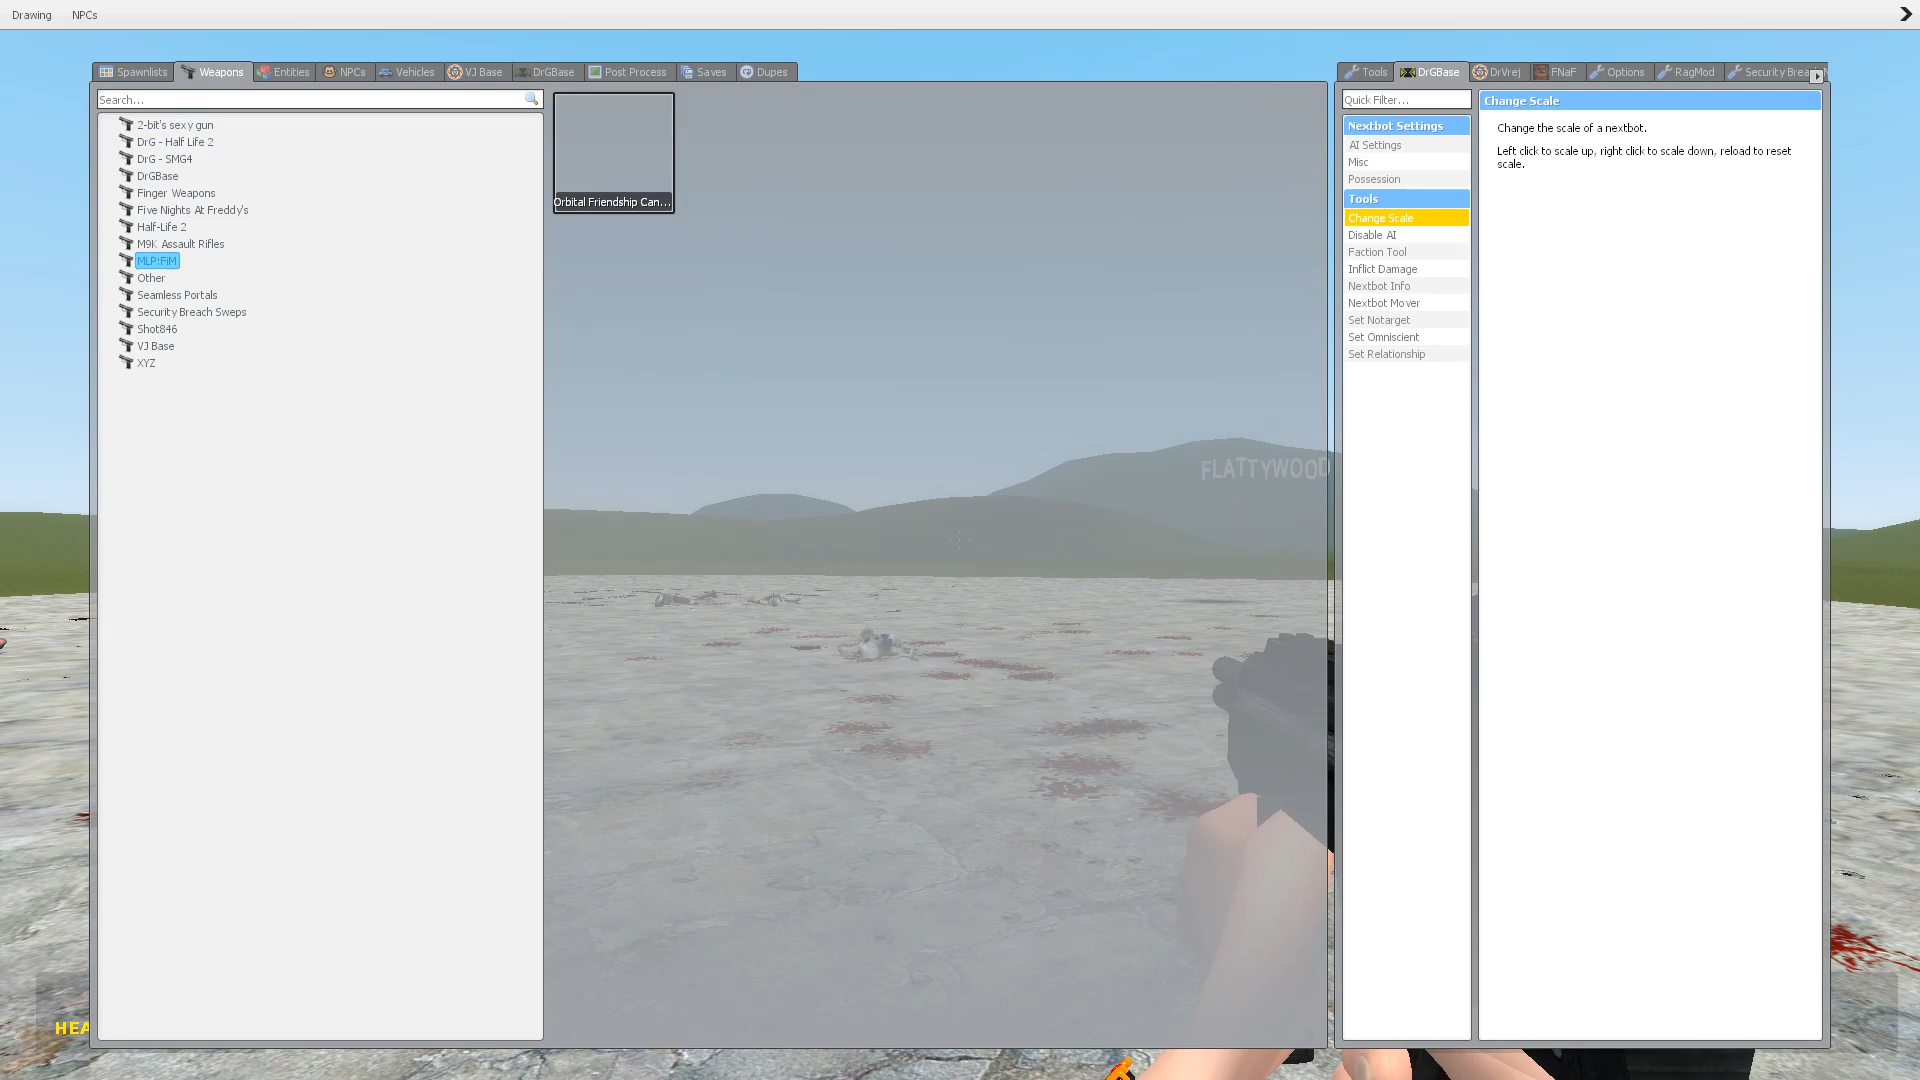 Drawing NPCs
Spawnlists Weapons Entities NPCs Vehicles VJ Base DrGBase Post Process Saves Dupes
Tools DrGBase DrVrej FNaF Options RagMod Security Brea
Search...
2-bit's sexy gun
DrG - Half Life 2
DrG - SMG4
DrGBase
Finger Weapons
Five Nights At Freddy's
Half-Life 2
M9K Assault Rifles
MLP:FiM
Other
Seamless Portals
Security Breach Sweps
Shot846
VJ Base
XYZ
Orbital Friendship Can...
FLATTYWOOD
Quick Filter...
Nextbot Settings
AI Settings
Misc
Possession
Tools
Change Scale
Disable AI
Faction Tool
Inflict Damage
Nextbot Info
Nextbot Mover
Set Notarget
Set Omniscient
Set Relationship
Change Scale
Change the scale of a nextbot.
Left click to scale up, right click to scale down, reload to reset
scale.
HEA